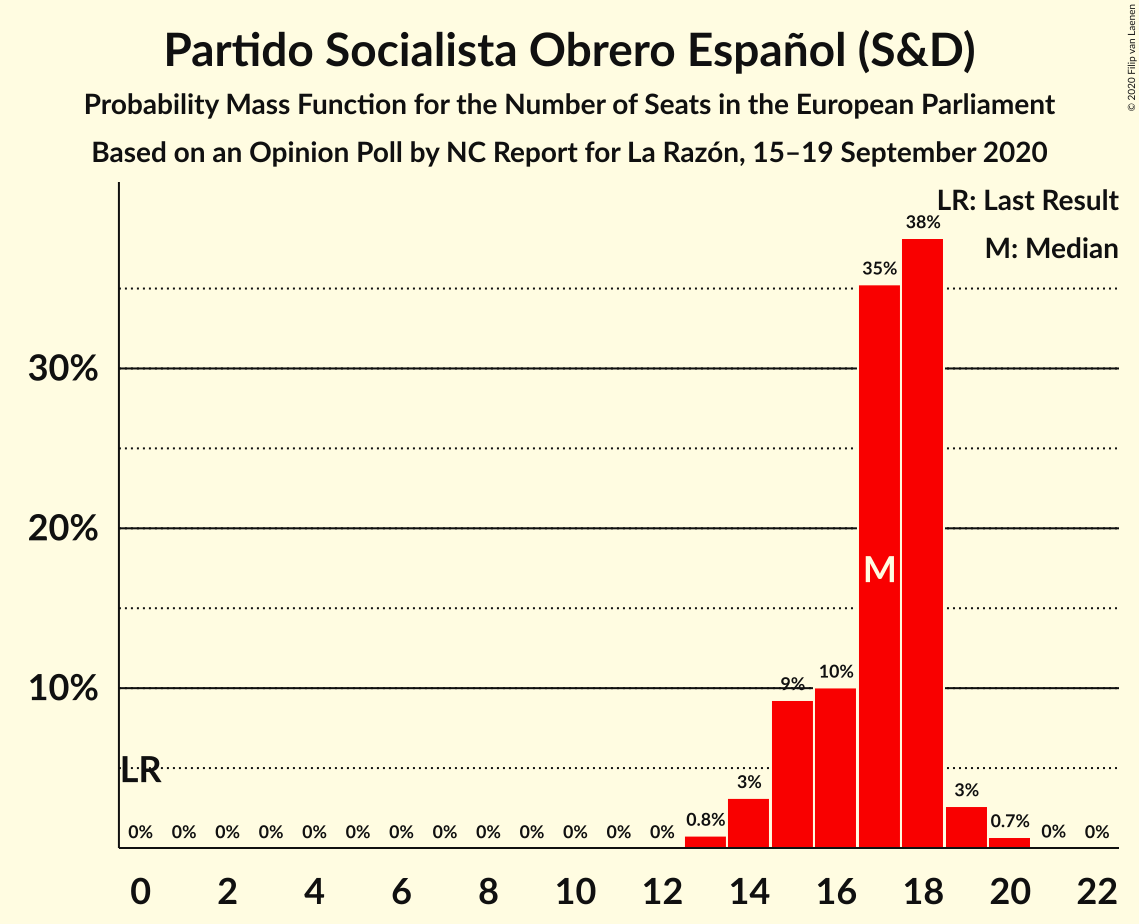 Partido Socialista Obrero Español (S&D)
Probability Mass Function for the Number of Seats in the European Parliament
Based on an Opinion Poll by NC Report for La Razón, 15–19 September 2020
© 2020 Filip van Laenen
LR: Last Result
M: Median
38%
35%
30%
20%
M
10%
10%
9%
LR
3%
3%
0.8%
0.7%
0% 0% 0% 0% 0% 0% 0% 0% 0% 0% 0% 0% 0% 0% 0%
0 2 4 6 8 10 12 14 16 18 20 22